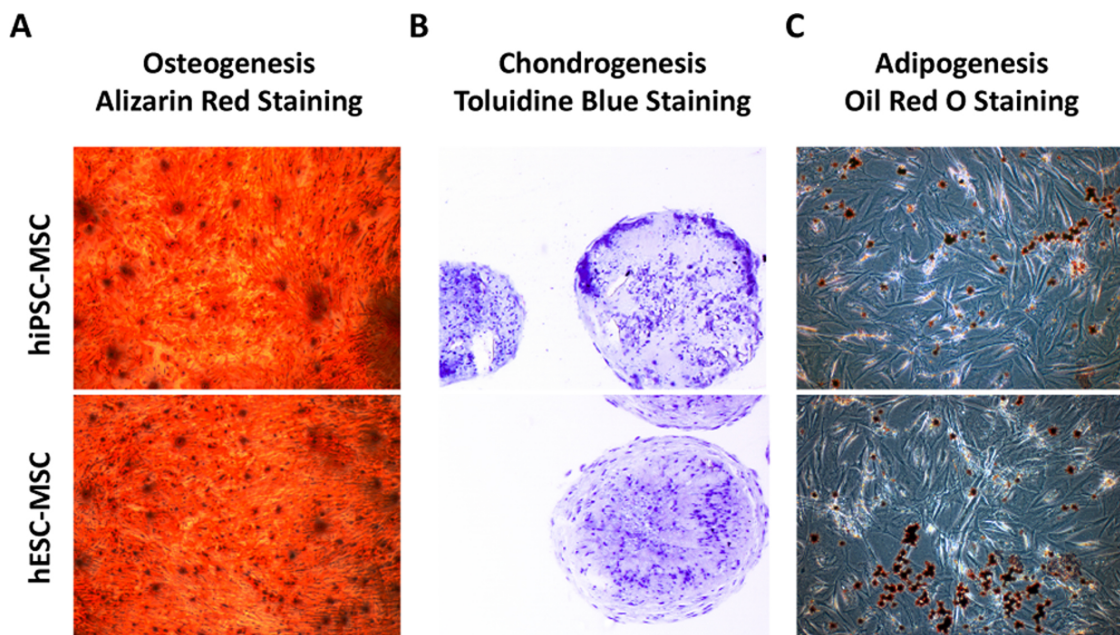 A
Osteogenesis
Alizarin Red Staining
B
Chondrogenesis
Toluidine Blue Staining
C
Adipogenesis
Oil Red O Staining
hiPSC-MSC
hESC-MSC